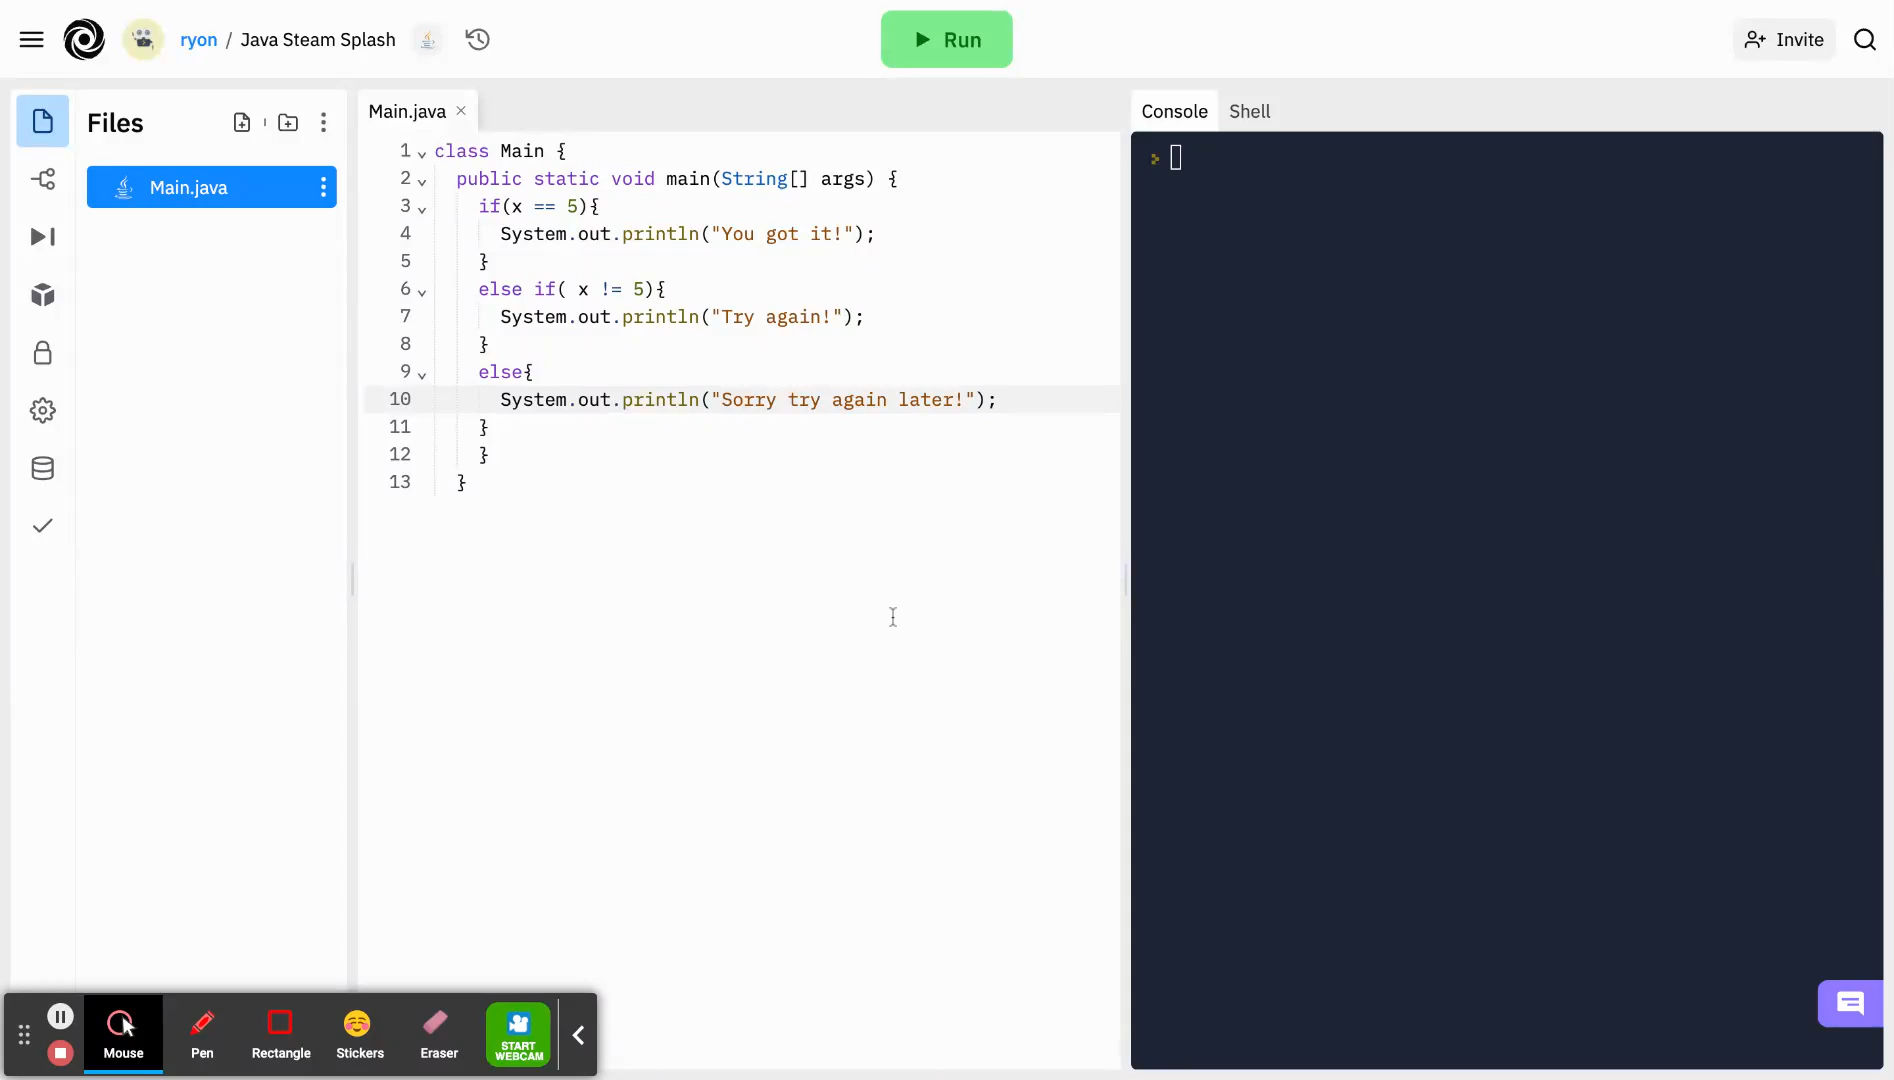 ryon / Java Steam Splash
Run
Invite
Files
Main.java
Main.java
1 class Main {
2 public static void main(String[] args) {
3 if(x == 5){
4 System.out.println("You got it!");
5 }
6 else if( x != 5){
7 System.out.println("Try again!");
8 }
9 else{
10 System.out.println("Sorry try again later!");
11 }
12 }
13 }
Console
Shell
Mouse
Pen
Rectangle
Stickers
Eraser
START
WEBCAM